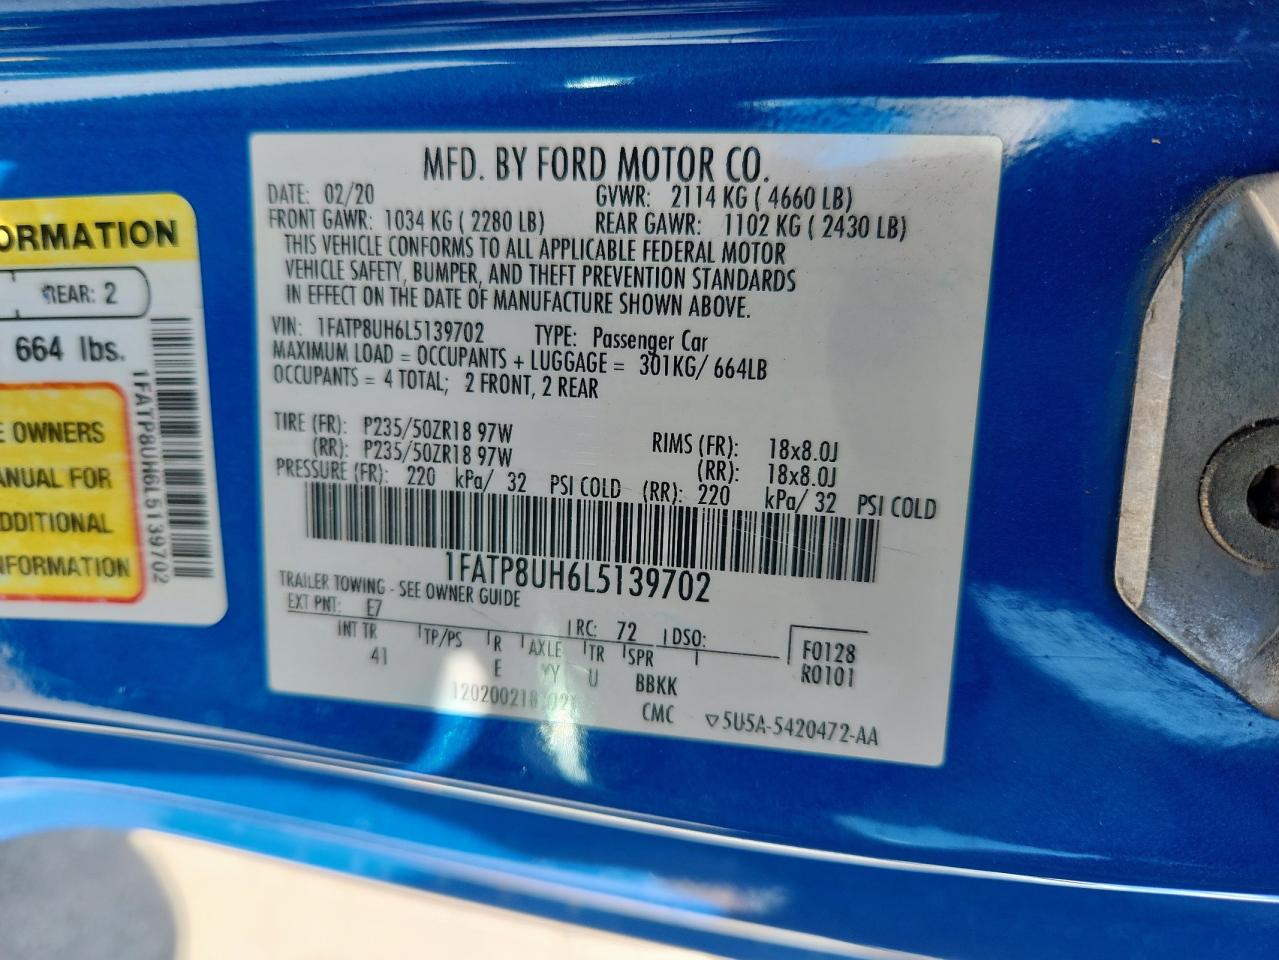 MFD. BY FORD MOTOR CO.
DATE: 02/20 GVWR: 2114 KG ( 4660 LB)
FRONT GAWR: 1034 KG ( 2280 LB) REAR GAWR: 1102 KG ( 2430 LB)
THIS VEHICLE CONFORMS TO ALL APPLICABLE FEDERAL MOTOR
VEHICLE SAFETY, BUMPER, AND THEFT PREVENTION STANDARDS
IN EFFECT ON THE DATE OF MANUFACTURE SHOWN ABOVE.
VIN: 1FATP8UH6L5139702 TYPE: Passenger Car
MAXIMUM LOAD = OCCUPANTS + LUGGAGE = 301KG/ 664LB
OCCUPANTS = 4 TOTAL; 2 FRONT, 2 REAR
TIRE (FR): P235/50ZR18 97W RIMS (FR): 18x8.0J
(RR): P235/50ZR18 97W (RR): 18x8.0J
PRESSURE (FR): 220 kPa/ 32 PSI COLD (RR): 220 kPa/ 32 PSI COLD
1FATP8UH6L5139702
TRAILER TOWING - SEE OWNER GUIDE
EXT PNT: E7 RC: 72 DSO: F0128
INT TR TP/PS R AXLE TR SPR R0101
41 E YY U BBKK
CMC ▽5U5A-5420472-AA
ORMATION
REAR: 2
664 lbs.
E OWNERS
ANUAL FOR
DDITIONAL
NFORMATION
1FATP8UH6L5139702